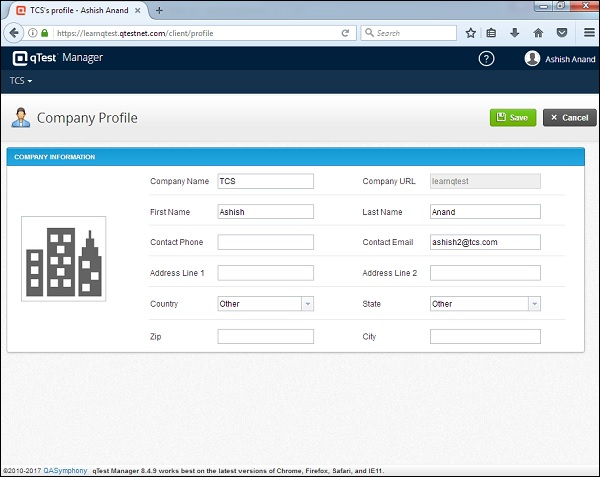 TCS's profile - Ashish Anand
https://learnqtest.qtestnet.com/client/profile
Search
qTest Manager
Ashish Anand
TCS
Company Profile
Save
Cancel
COMPANY INFORMATION
Company Name TCS Company URL learnqtest
First Name Ashish Last Name Anand
Contact Phone Contact Email ashish2@tcs.com
Address Line 1 Address Line 2
Country Other State Other
Zip City
©2010-2017 QASymphony qTest Manager 8.4.9 works best on the latest versions of Chrome, Firefox, Safari, and IE11.